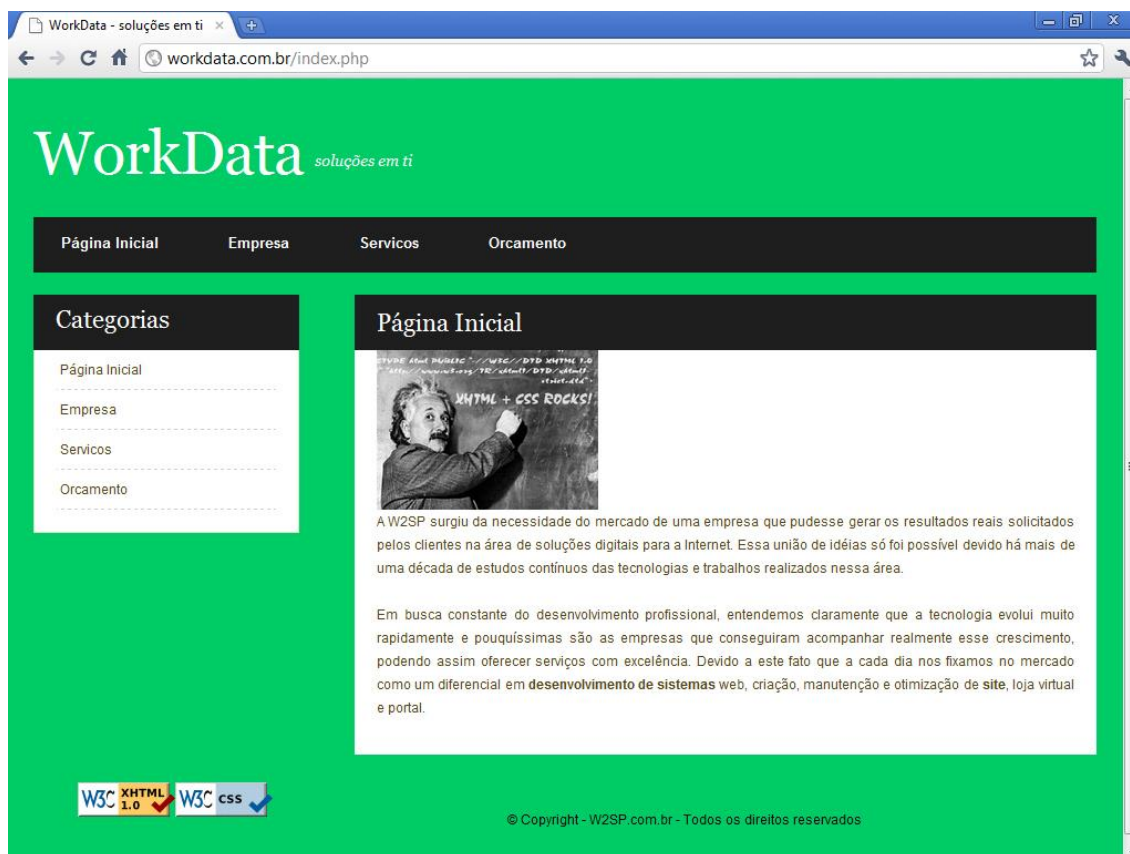 WorkData - soluções em ti
workdata.com.br/index.php
WorkData soluções em ti
Página Inicial Empresa Servicos Orcamento
Categorias
Página Inicial
Empresa
Servicos
Orcamento
Página Inicial
XHTML + CSS ROCKS!
A W2SP surgiu da necessidade do mercado de uma empresa que pudesse gerar os resultados reais solicitados
pelos clientes na área de soluções digitais para a Internet. Essa união de idéias só foi possível devido há mais de
uma década de estudos contínuos das tecnologias e trabalhos realizados nessa área.
Em busca constante do desenvolvimento profissional, entendemos claramente que a tecnologia evolui muito
rapidamente e pouquíssimas são as empresas que conseguiram acompanhar realmente esse crescimento,
podendo assim oferecer serviços com excelência. Devido a este fato que a cada dia nos fixamos no mercado
como um diferencial em desenvolvimento de sistemas web, criação, manutenção e otimização de site, loja virtual
e portal.
W3C XHTML 1.0
W3C css
© Copyright - W2SP.com.br - Todos os direitos reservados